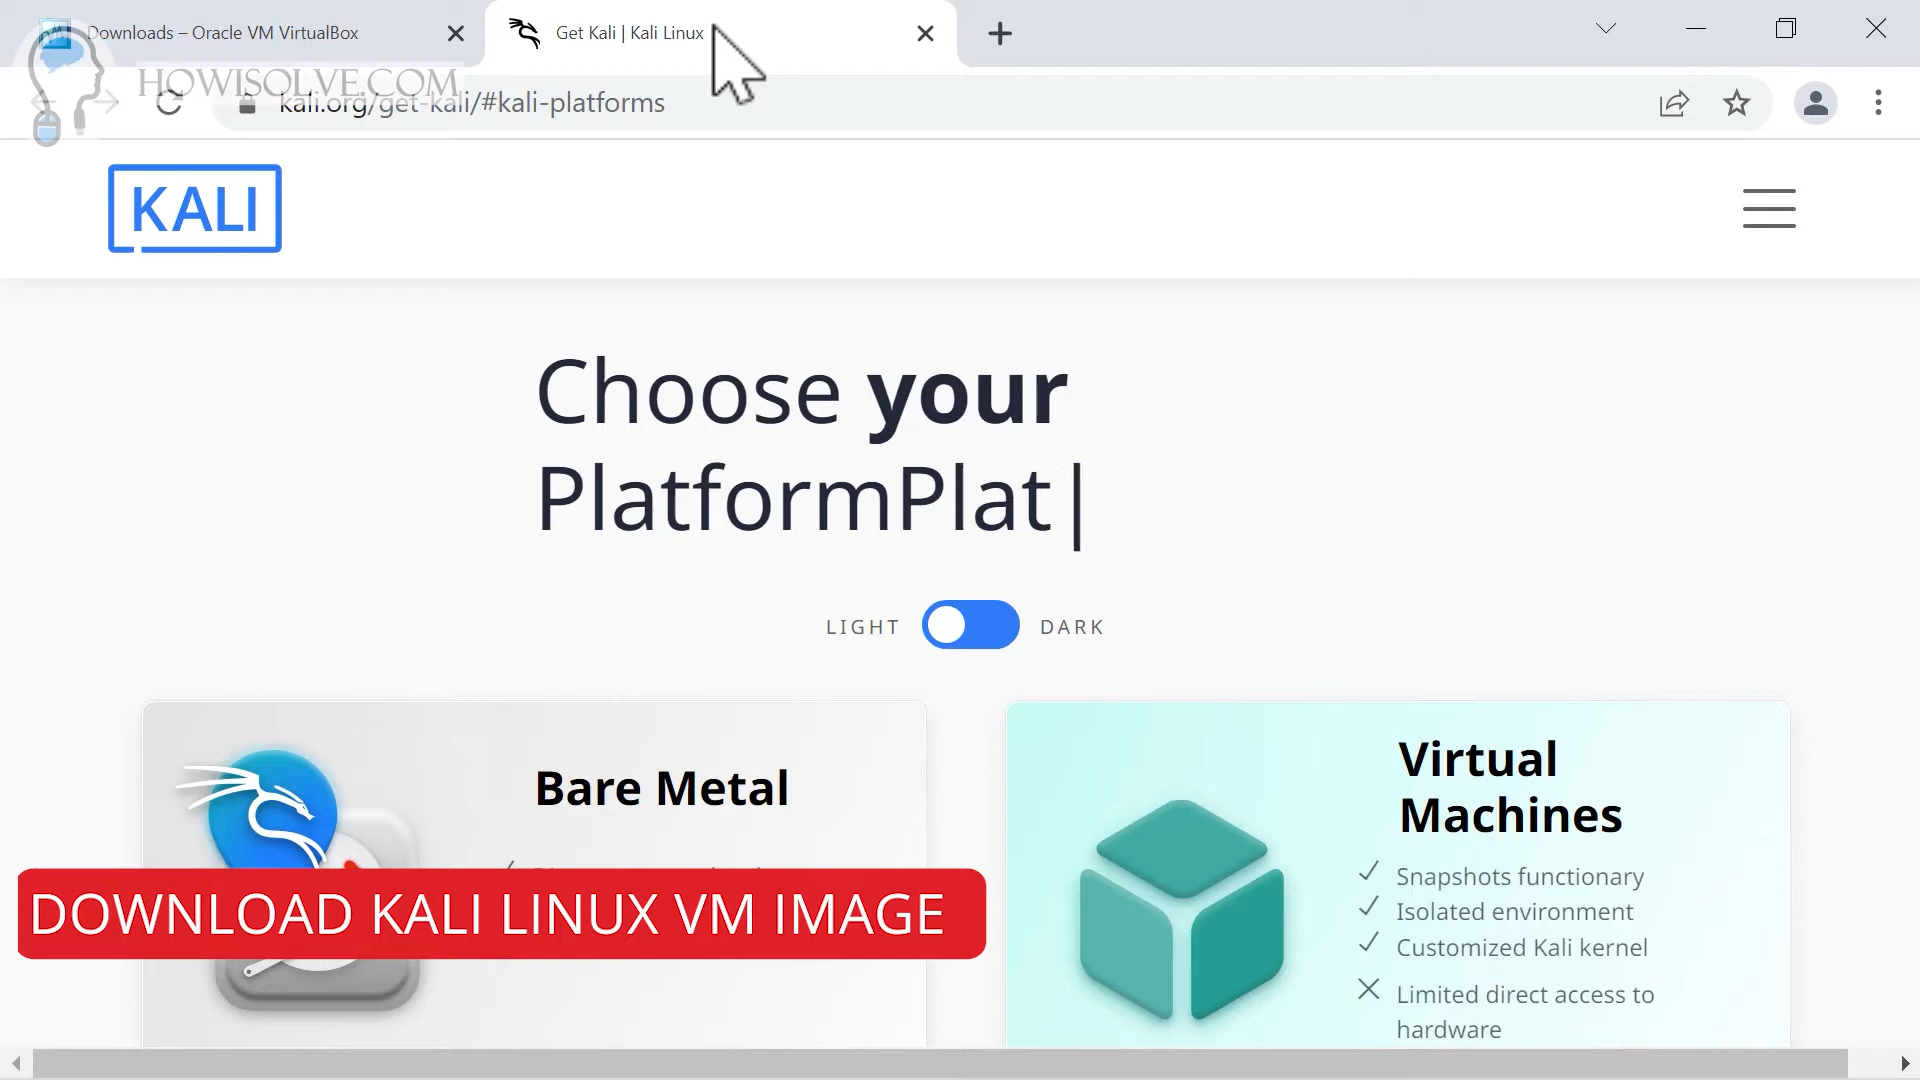 Downloads – Oracle VM VirtualBox
Get Kali | Kali Linux
HOWISOLVE.COM
kali.org/get-kali/#kali-platforms
KALI
Choose your
PlatformPlat|
LIGHT DARK
Bare Metal
Virtual
Machines
Snapshots functionary
Isolated environment
Customized Kali kernel
Limited direct access to
hardware
DOWNLOAD KALI LINUX VM IMAGE